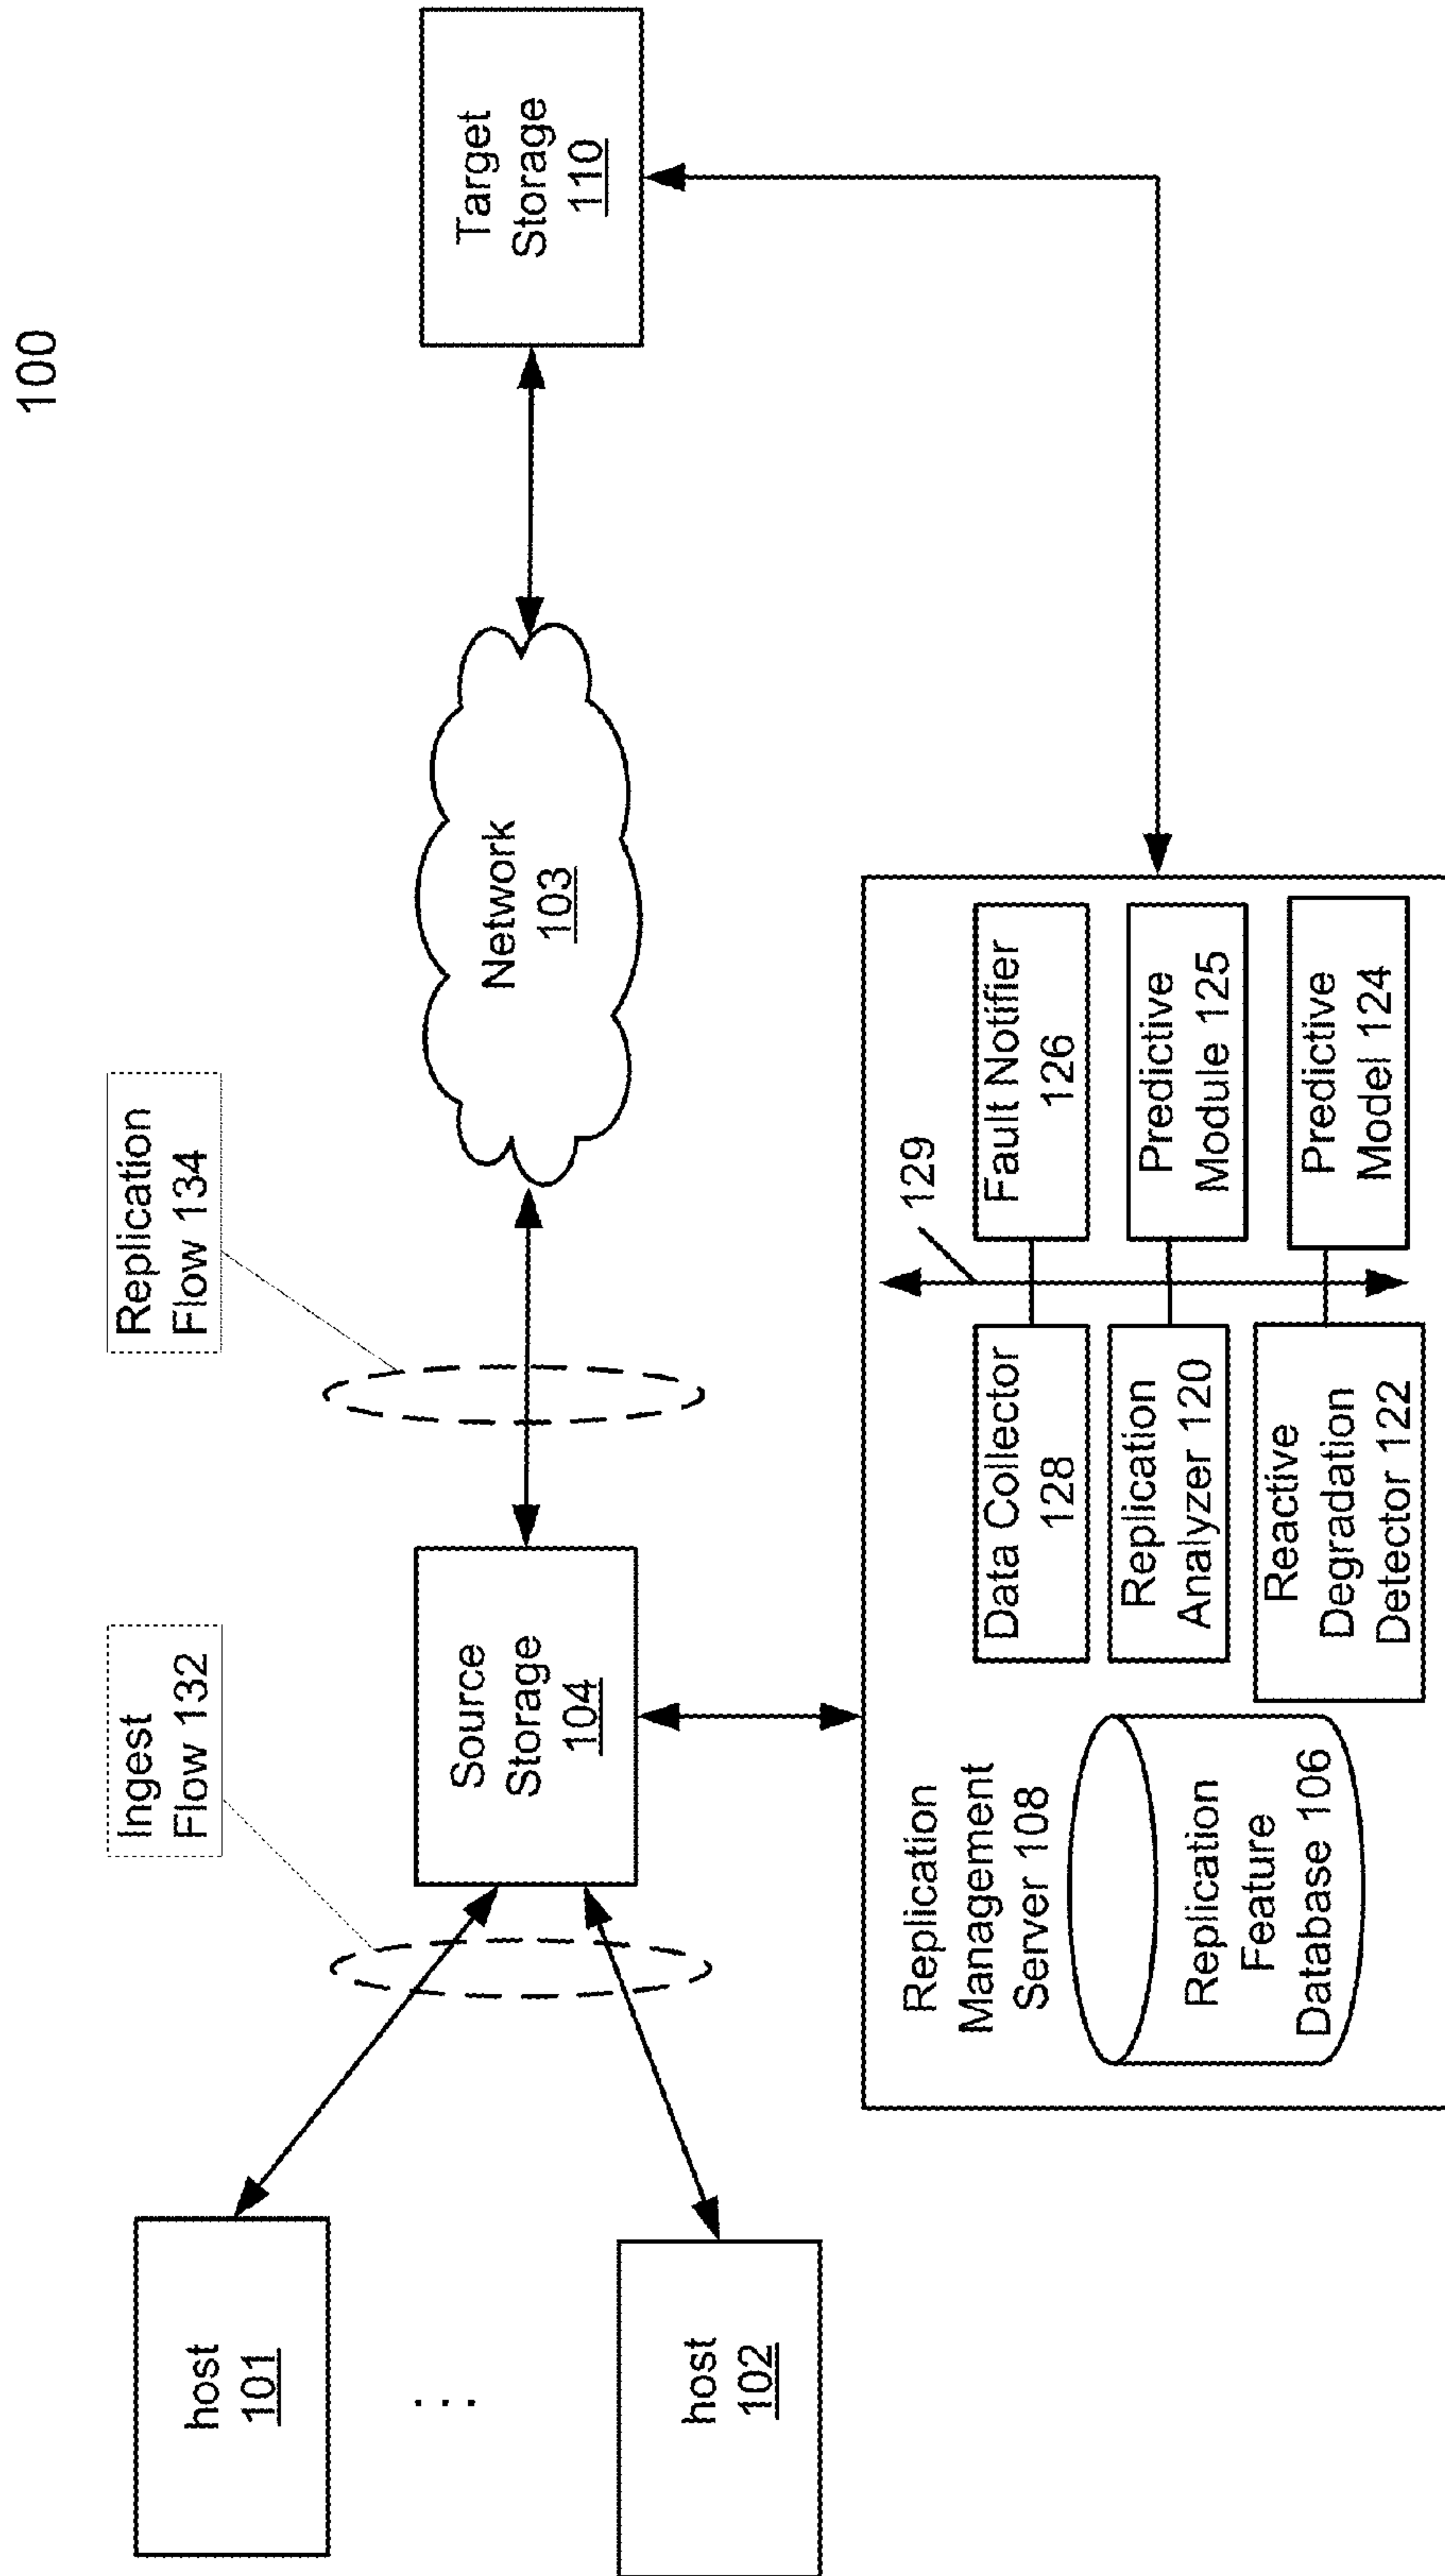 100
Ingest
Flow 132
Replication
Flow 134
host
101
. . .
host
102
Source
Storage
104
Network
103
Target
Storage
110
Replication
Management
Server 108
Replication
Feature
Database 106
129
Data Collector
128
Fault Notifier
126
Replication
Analyzer 120
Predictive
Module 125
Reactive
Degradation
Detector 122
Predictive
Model 124